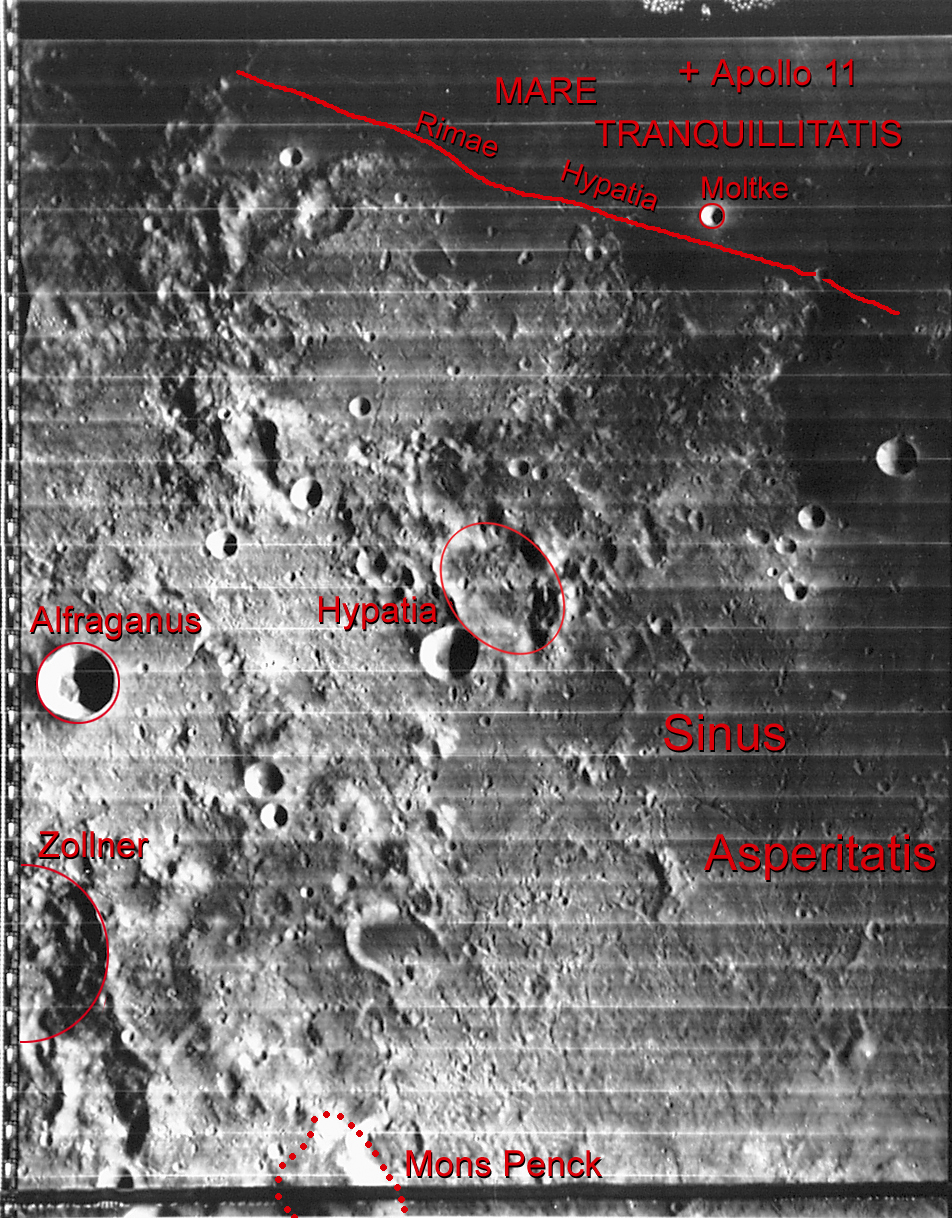 MARE
+ Apollo 11
TRANQUILLITATIS
Rimae
Hypatia
Moltke
Alfraganus
Hypatia
Sinus
Zollner
Asperitatis
Mons Penck